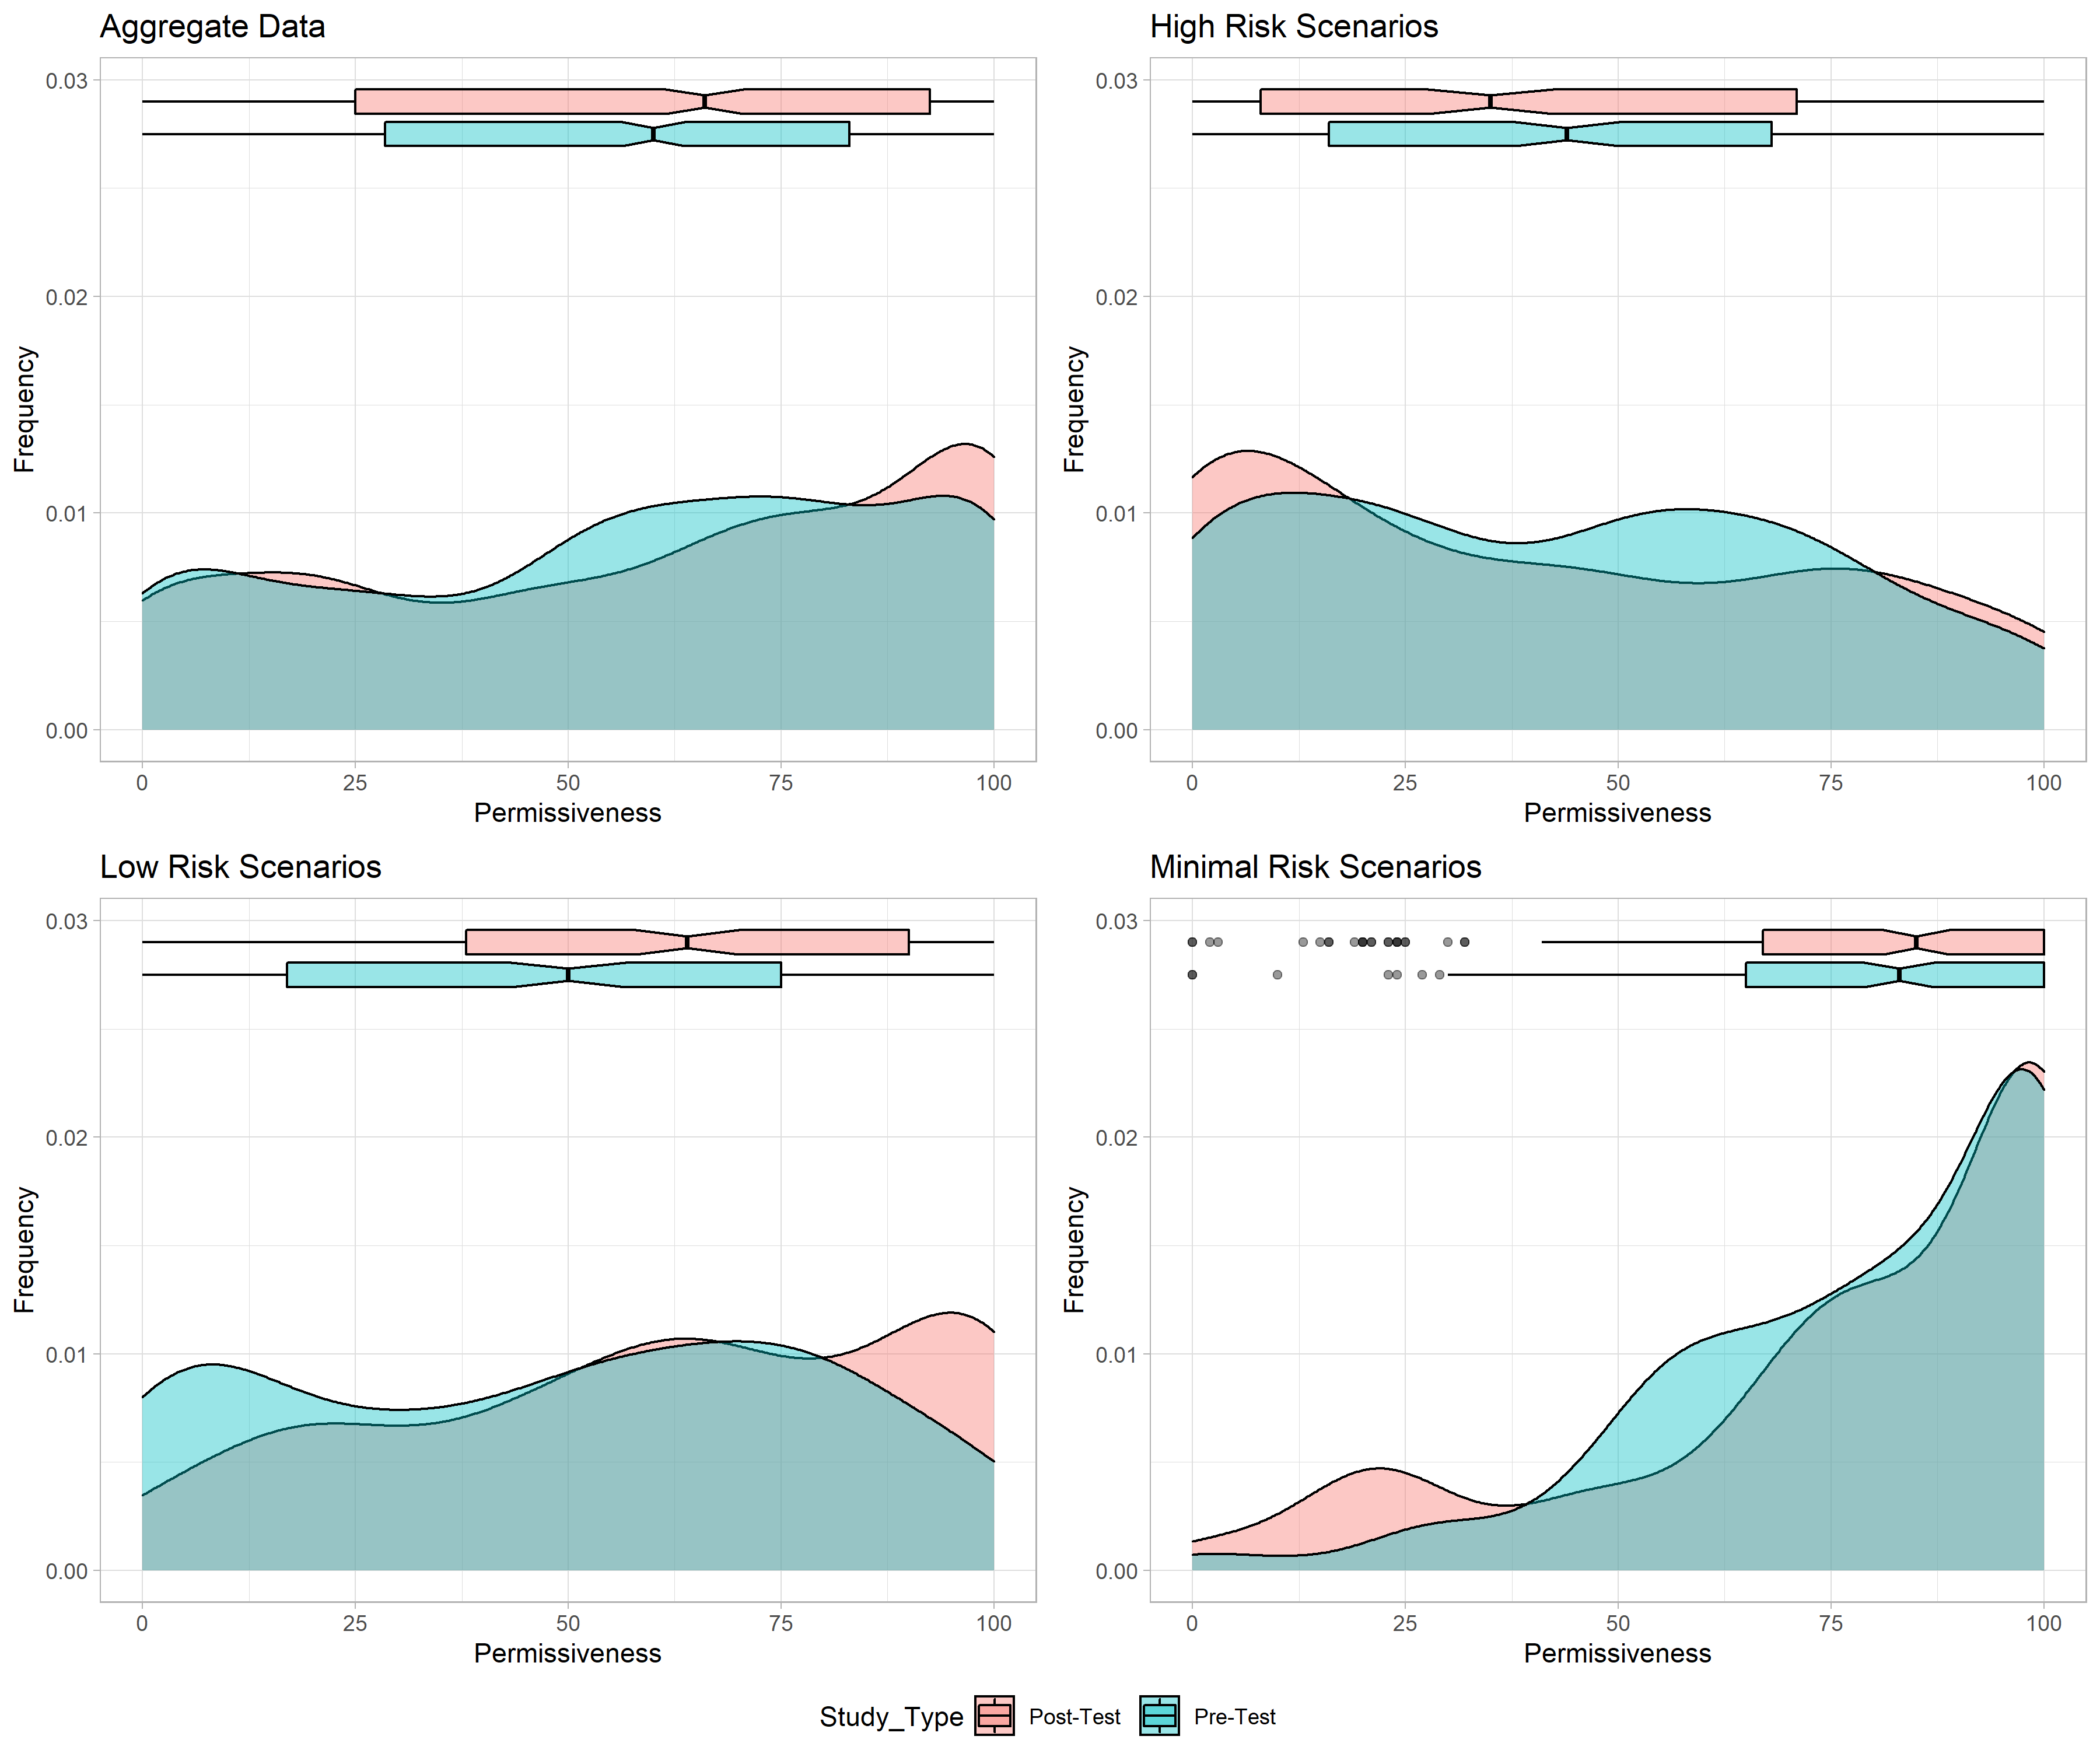 Aggregate Data
0.03
0.02
0.01
0.00
Frequency
0 25 50 75 100
Permissiveness
High Risk Scenarios
0.03
0.02
0.01
0.00
Frequency
0 25 50 75 100
Permissiveness
Low Risk Scenarios
0.03
0.02
0.01
0.00
Frequency
0 25 50 75 100
Permissiveness
Minimal Risk Scenarios
0.03
0.02
0.01
0.00
Frequency
0 25 50 75 100
Permissiveness
Study_Type Post-Test Pre-Test